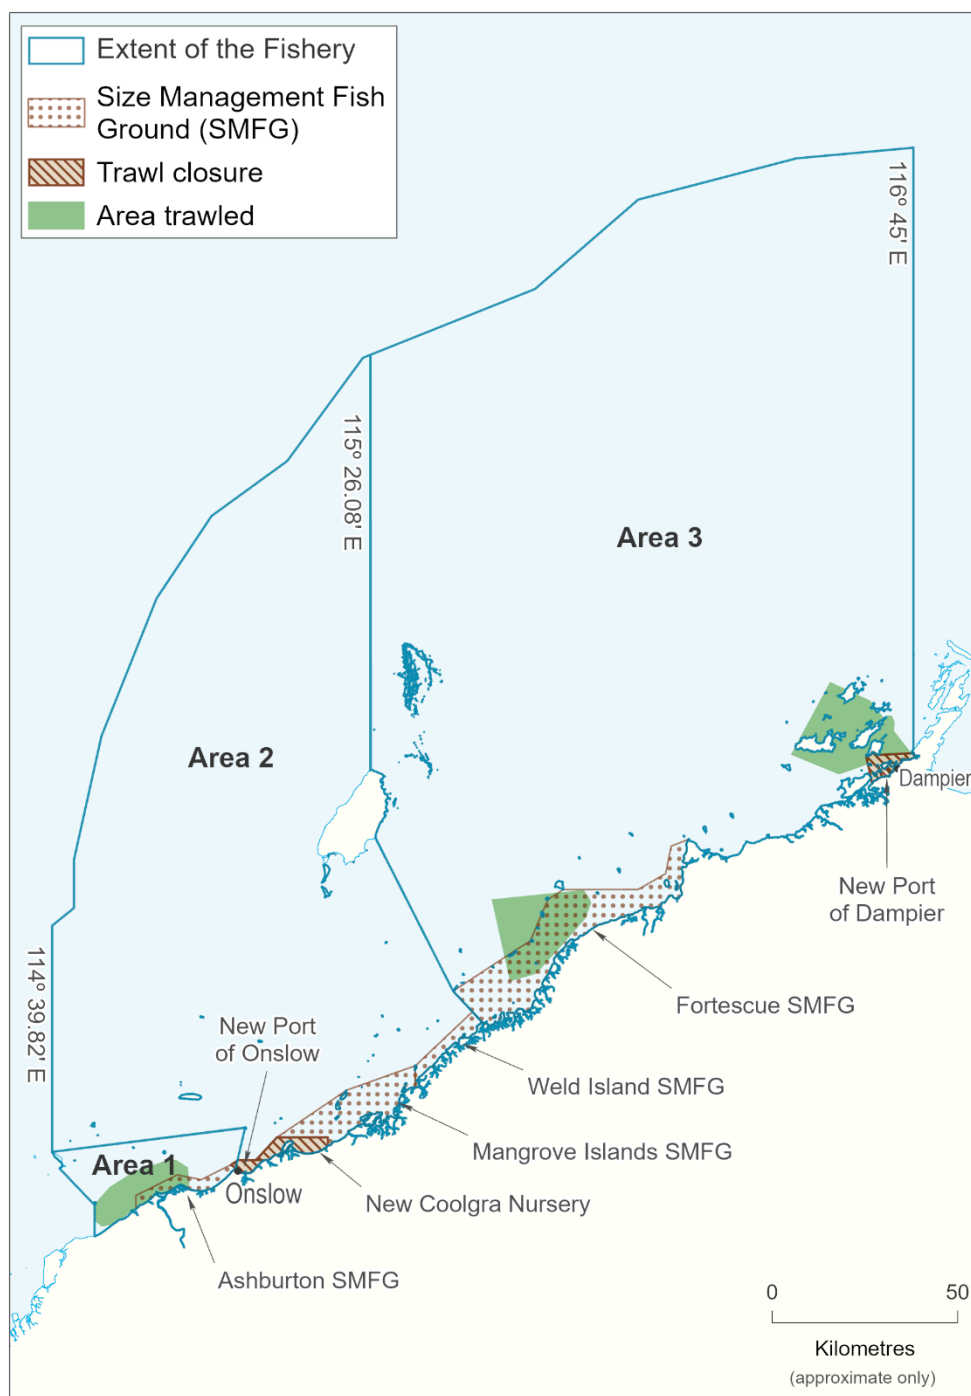 Extent of the Fishery
Size Management Fish
Ground (SMFG)
Trawl closure
Area trawled
116° 45' E
115° 26.08' E
Area 3
Area 2
Dampier
New Port
of Dampier
114° 39.82' E
Fortescue SMFG
New Port
of Onslow
Weld Island SMFG
Mangrove Islands SMFG
Area 1
Onslow
New Coolgra Nursery
Ashburton SMFG
0 50
Kilometres
(approximate only)